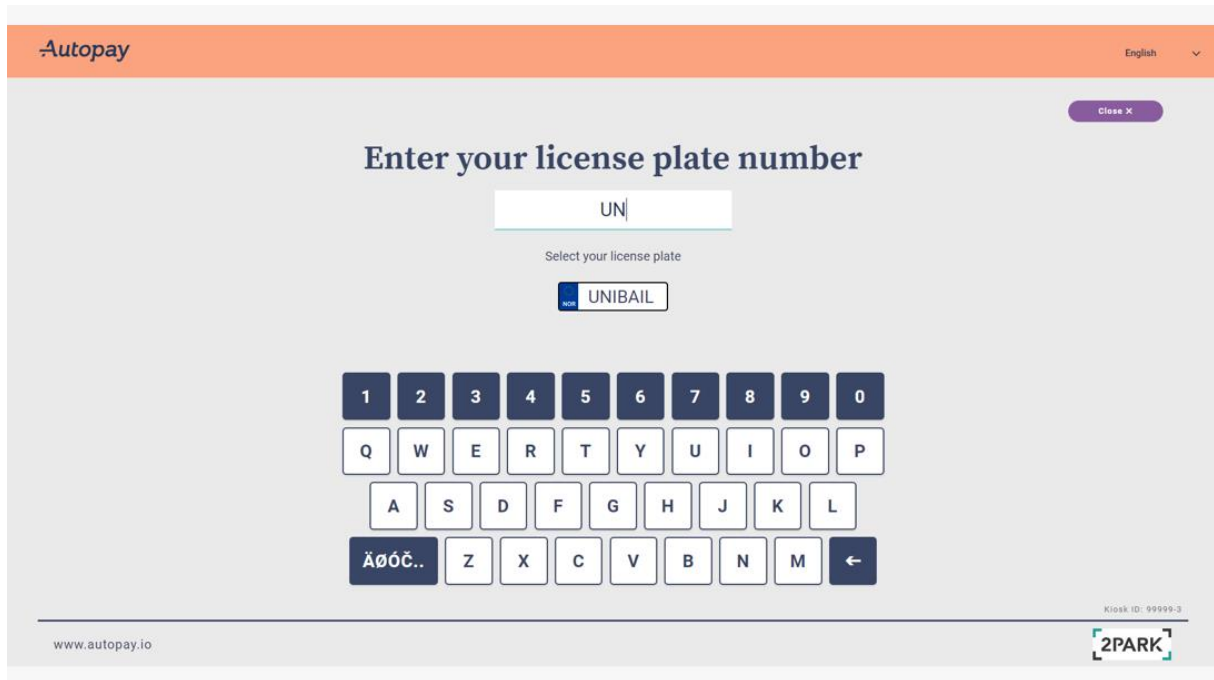 Autopay
English
Close X
Enter your license plate number
UN
Select your license plate
NOR UNIBAIL
1 2 3 4 5 6 7 8 9 0
Q W E R T Y U I O P
A S D F G H J K L
ÄØÓČ.. Z X C V B N M ←
Kiosk ID: 99999-3
www.autopay.io
2PARK